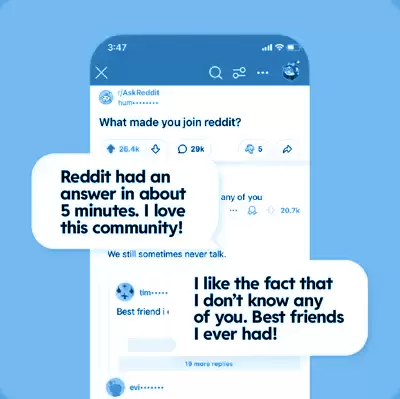 3:47
r/AskReddit
hum••••••••
What made you join reddit?
26.4k 29k 5
Reddit had an
answer in about
5 minutes. I love
this community!
any of you
20.7k
We still sometimes never talk.
I like the fact that
I don't know any
of you. Best friends
I ever had!
tim•••••
Best friend i
19 more replies
evi•••••••